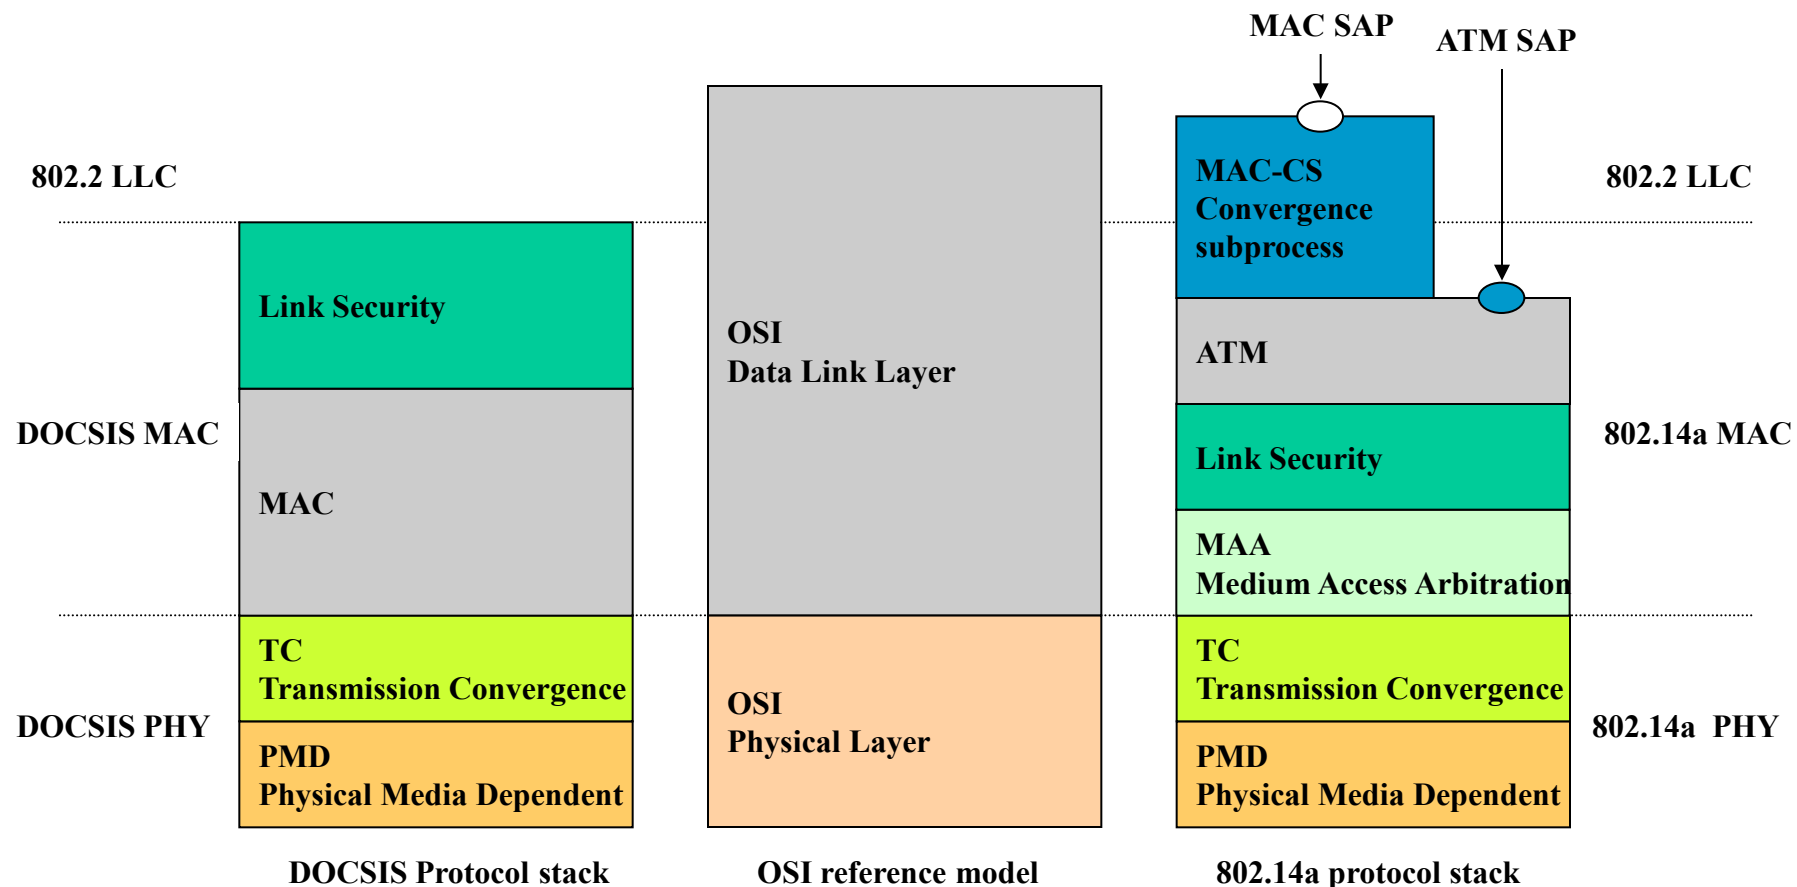 MAC SAP
ATM SAP
802.2 LLC
MAC-CS
Convergence
subprocess
802.2 LLC
Link Security
OSI
Data Link Layer
ATM
DOCSIS MAC
MAC
Link Security
802.14a MAC
MAA
Medium Access Arbitration
TC
Transmission Convergence
TC
Transmission Convergence
DOCSIS PHY
OSI
Physical Layer
802.14a PHY
PMD
Physical Media Dependent
PMD
Physical Media Dependent
DOCSIS Protocol stack
OSI reference model
802.14a protocol stack